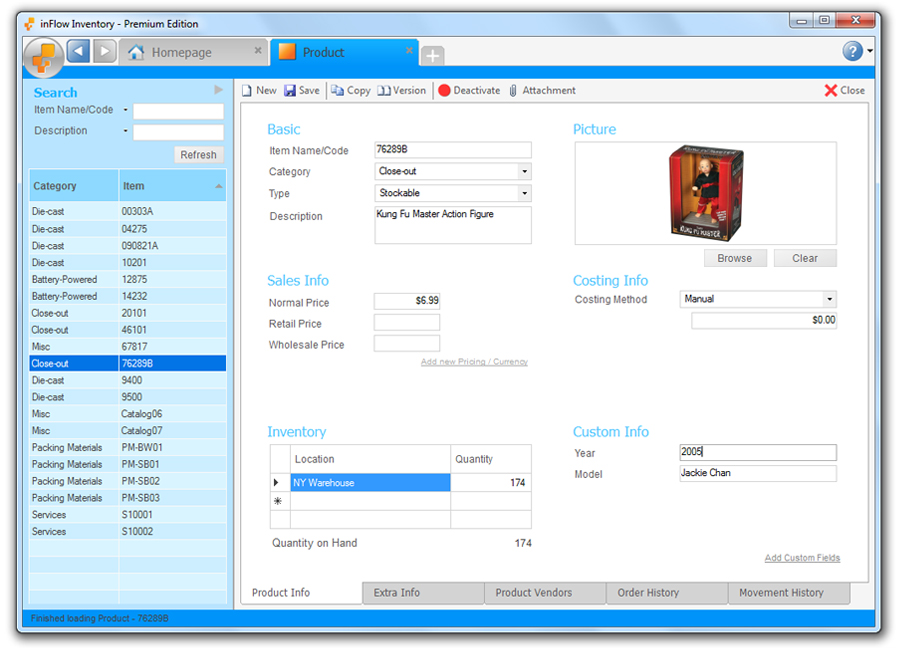 inFlow Inventory - Premium Edition
Homepage
Product
Search
Item Name/Code
Description
Refresh
Category Item
Die-cast 00303A
Die-cast 04275
Die-cast 090821A
Die-cast 10201
Battery-Powered 12875
Battery-Powered 14232
Close-out 20101
Close-out 46101
Misc 67817
Close-out 76289B
Die-cast 9400
Die-cast 9500
Misc Catalog06
Misc Catalog07
Packing Materials PM-BW01
Packing Materials PM-SB01
Packing Materials PM-SB02
Packing Materials PM-SB03
Services S10001
Services S10002
New Save Copy Version Deactivate Attachment Close
Basic
Item Name/Code 76289B
Category Close-out
Type Stockable
Description Kung Fu Master Action Figure
Picture
KUNG FU MASTER
Browse Clear
Sales Info
Normal Price $6.99
Retail Price
Wholesale Price
Add new Pricing / Currency
Costing Info
Costing Method Manual
$0.00
Inventory
Location Quantity
NY Warehouse 174
Quantity on Hand 174
Custom Info
Year 2005
Model Jackie Chan
Add Custom Fields
Product Info Extra Info Product Vendors Order History Movement History
Finished loading Product - 76289B